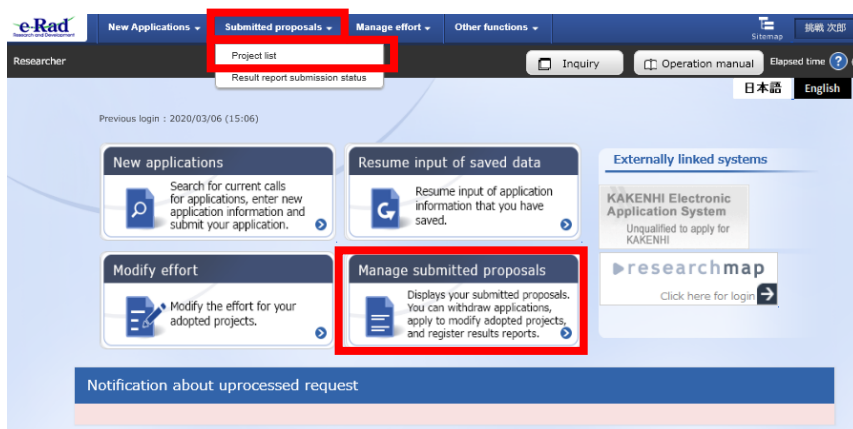 e-Rad
Research and Development
New Applications
Submitted proposals
Manage effort
Other functions
Sitemap
挑戦 次郎
Researcher
Project list
Result report submission status
Inquiry
Operation manual
Elapsed time
?
日本語
English
Previous login : 2020/03/06 (15:06)
New applications
Search for current calls
for applications, enter new
application information and
submit your application.
Resume input of saved data
Resume input of application
information that you have
saved.
Externally linked systems
KAKENHI Electronic
Application System
Unqualified to apply for
KAKENHI
Modify effort
Modify the effort for your
adopted projects.
Manage submitted proposals
Displays your submitted proposals.
You can withdraw applications,
apply to modify adopted projects,
and register results reports.
researchmap
Click here for login
Notification about uprocessed request